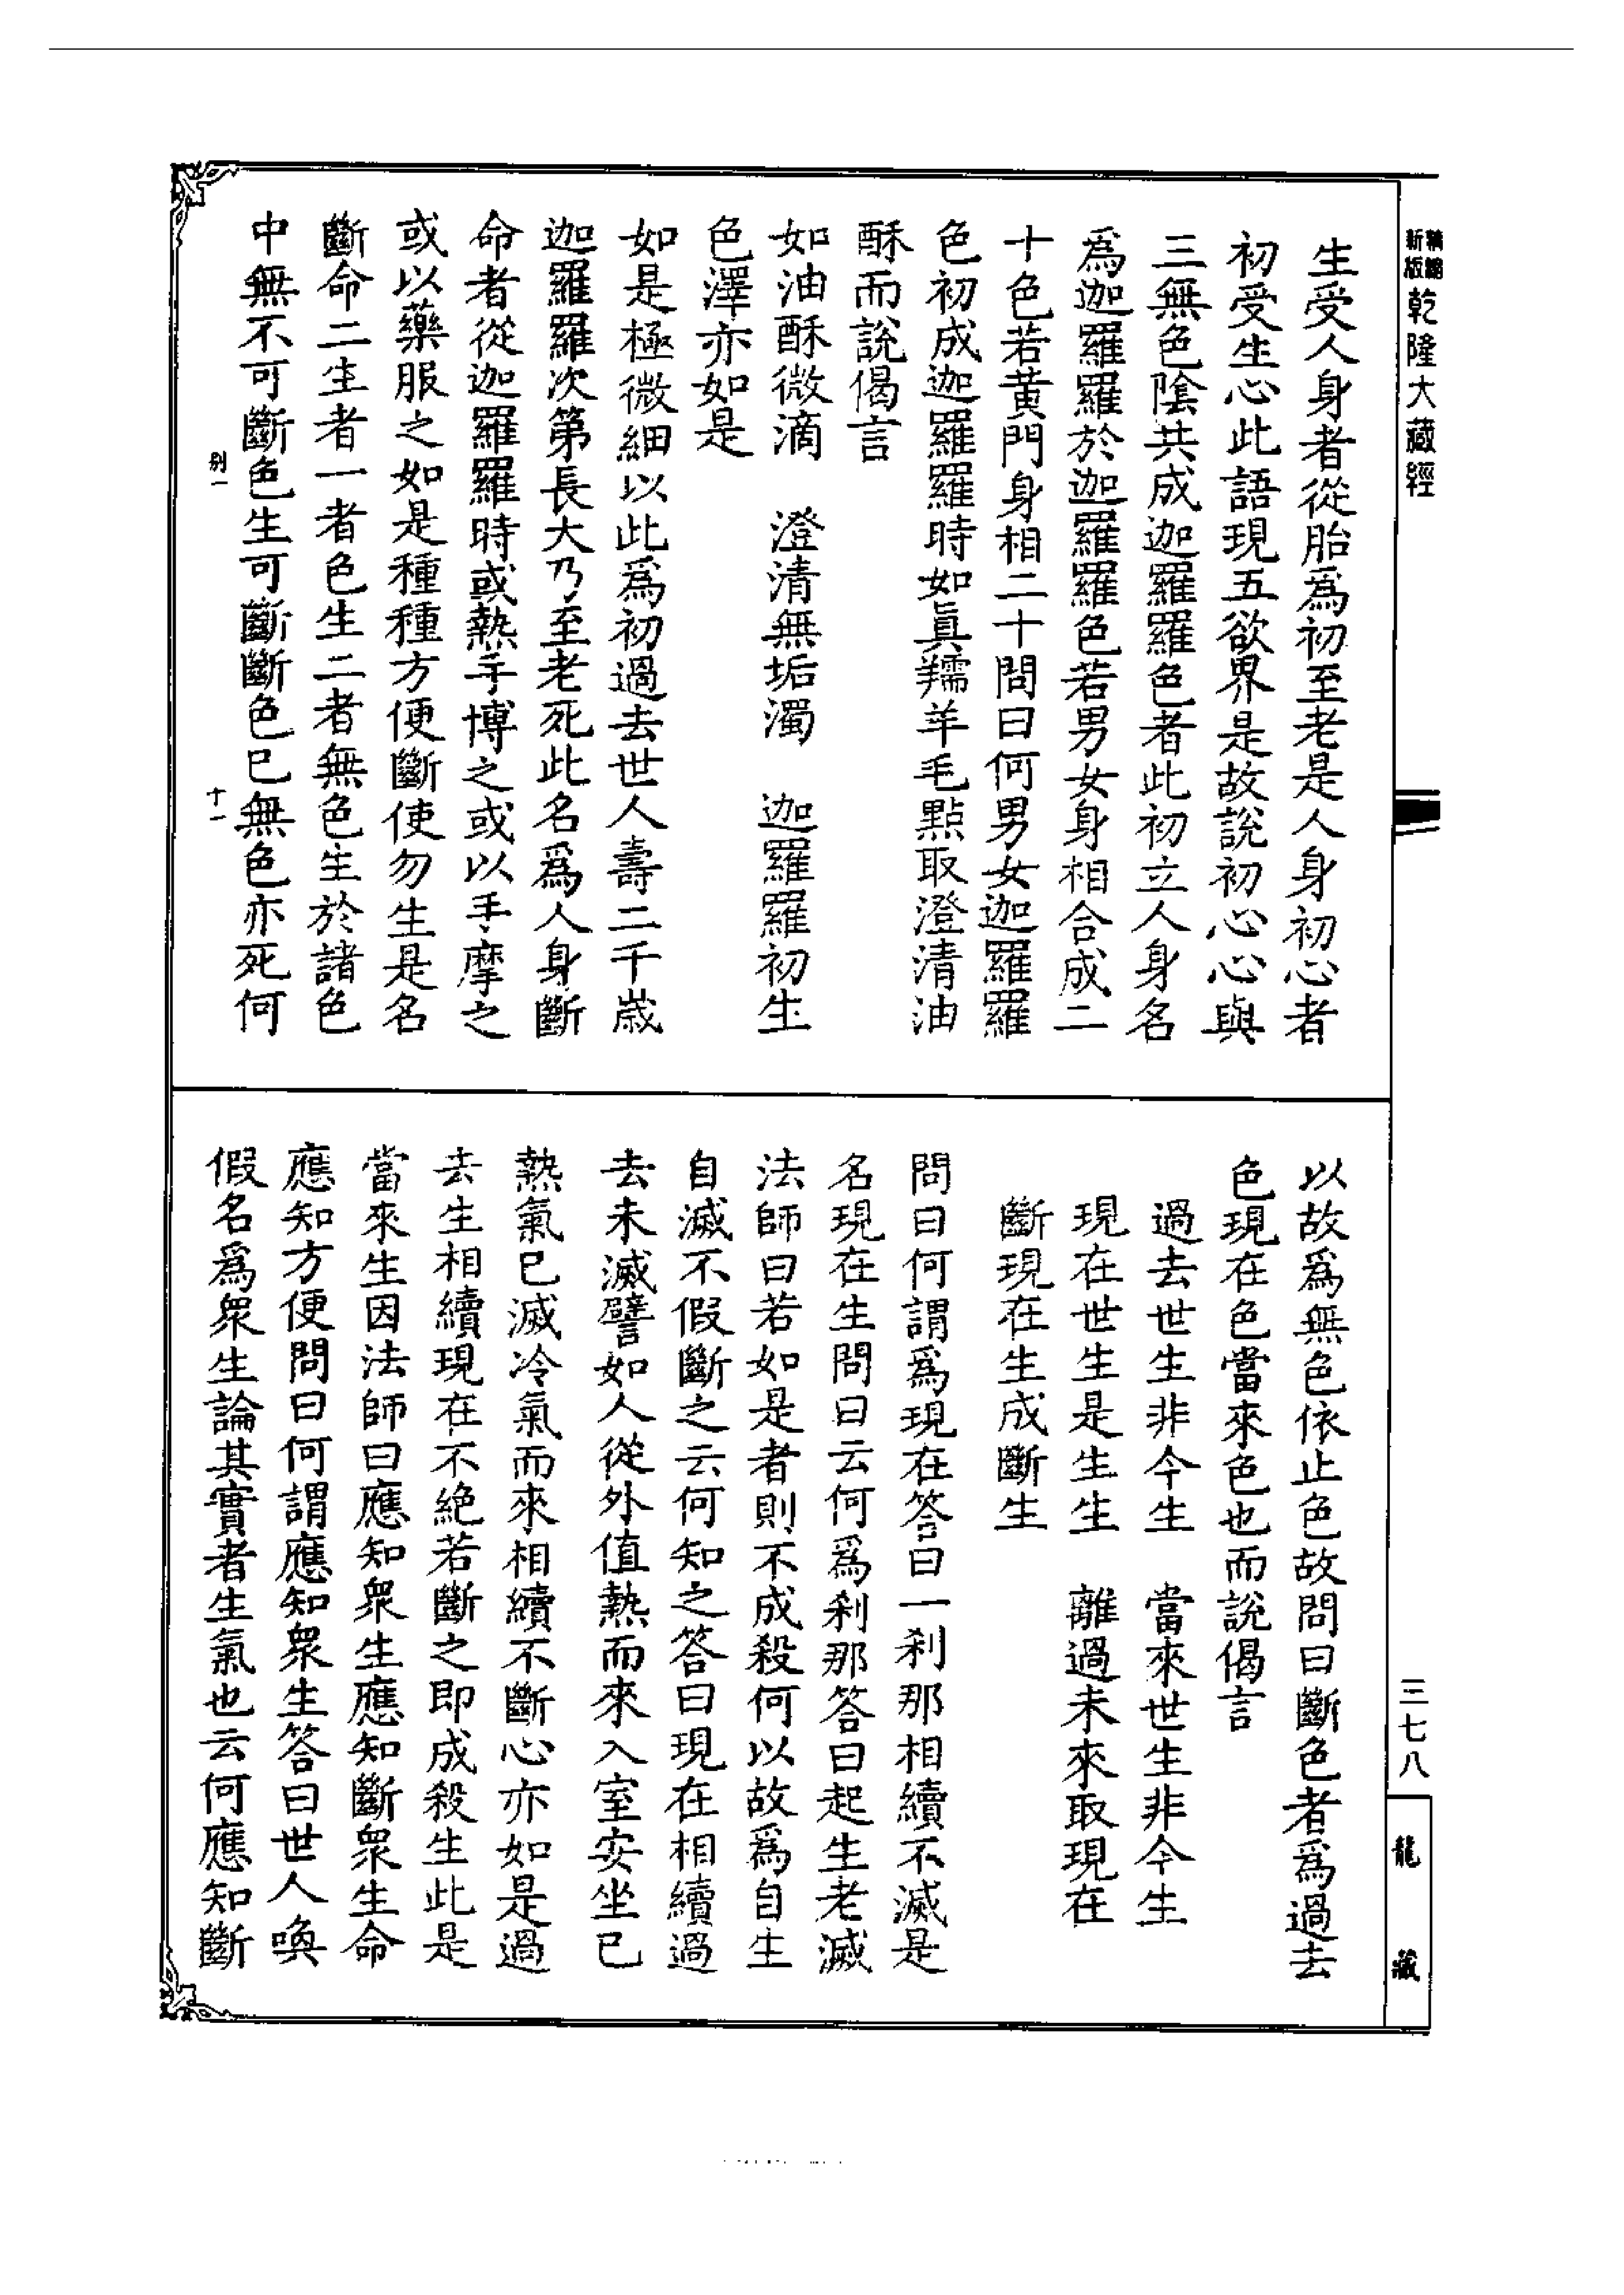 精縮
新版
乾隆大藏經
生受人身者從胎為初至老是人身初心者
初受生心此語現五欲界是故說初心心與
三無色陰共成迦羅羅色者此初立人身名
為迦羅羅於迦羅羅色若男女身相合成二
十色若黃門身相二十問曰何男女迦羅羅
色初成迦羅羅時如真羺羊毛點取澄清油
酥而說偈言
如油酥微滴　澄清無垢濁　迦羅羅初生
色澤亦如是
如是極微細以此為初過去世人壽二千歲
迦羅羅次第長大乃至老死此名為人身斷
命者從迦羅羅時或熱手博之或以手摩之
或以藥服之如是種種方便斷使勿生是名
斷命二生者一者色生二者無色生於諸色
中無不可斷色生可斷斷色已無色亦死何
別一
十一
以故為無色依止色故問曰斷色者為過去
色現在色當來色也而說偈言
過去世生非今生　當來世生非今生
現在世生是生生　離過未來取現在
斷現在生成斷生
問曰何謂為現在答曰一剎那相續不滅是
名現在生問曰云何為剎那答曰起生老滅
法師曰若如是者則不成殺何以故為自生
自滅不假斷之云何知之答曰現在相續過
去未滅譬如人從外值熱而來入室安坐已
熱氣已滅冷氣而來相續不斷心亦如是過
去生相續現在不絕若斷之即成殺生此是
當來生因法師曰應知眾生應知斷眾生命
應知方便問曰何謂應知眾生答曰世人喚
假名為眾生論其實者生氣也云何應知斷
三七八
龍藏